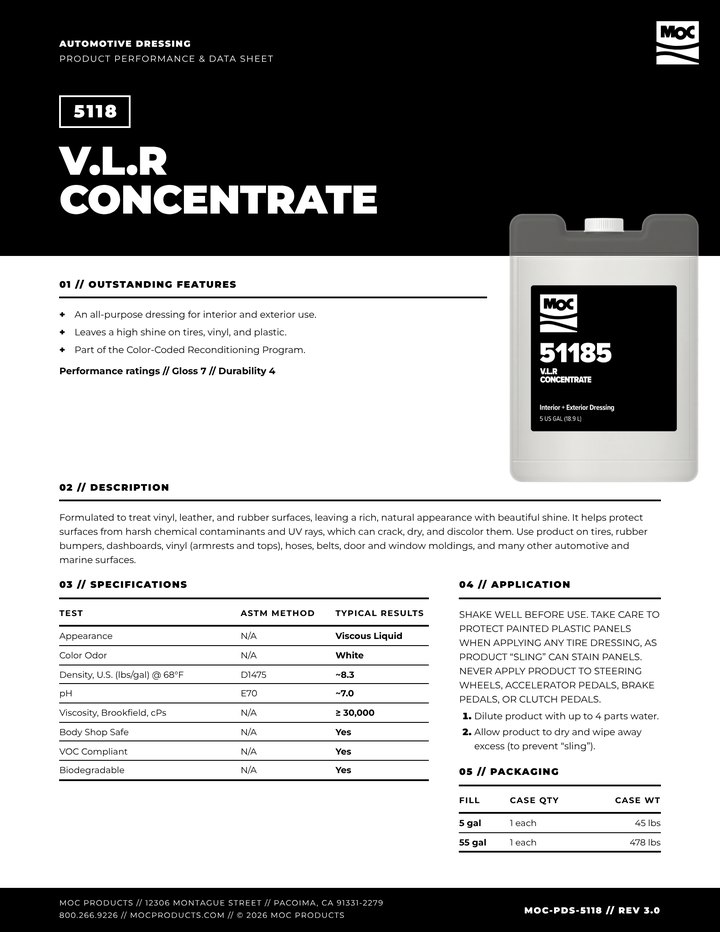 AUTOMOTIVE DRESSING
PRODUCT PERFORMANCE & DATA SHEET
MOC
5118
V.L.R
CONCENTRATE
01 // OUTSTANDING FEATURES
+ An all-purpose dressing for interior and exterior use.
+ Leaves a high shine on tires, vinyl, and plastic.
+ Part of the Color-Coded Reconditioning Program.
Performance ratings // Gloss 7 // Durability 4
MOC
51185
V.L.R
CONCENTRATE
Interior + Exterior Dressing
5 US GAL (18.9 L)
02 // DESCRIPTION
Formulated to treat vinyl, leather, and rubber surfaces, leaving a rich, natural appearance with beautiful shine. It helps protect
surfaces from harsh chemical contaminants and UV rays, which can crack, dry, and discolor them. Use product on tires, rubber
bumpers, dashboards, vinyl (armrests and tops), hoses, belts, door and window moldings, and many other automotive and
marine surfaces.
03 // SPECIFICATIONS
TEST ASTM METHOD TYPICAL RESULTS
Appearance N/A Viscous Liquid
Color Odor N/A White
Density, U.S. (lbs/gal) @ 68°F D1475 ~8.3
pH E70 ~7.0
Viscosity, Brookfield, cPs N/A ≥ 30,000
Body Shop Safe N/A Yes
VOC Compliant N/A Yes
Biodegradable N/A Yes
04 // APPLICATION
SHAKE WELL BEFORE USE. TAKE CARE TO
PROTECT PAINTED PLASTIC PANELS
WHEN APPLYING ANY TIRE DRESSING, AS
PRODUCT “SLING” CAN STAIN PANELS.
NEVER APPLY PRODUCT TO STEERING
WHEELS, ACCELERATOR PEDALS, BRAKE
PEDALS, OR CLUTCH PEDALS.
1. Dilute product with up to 4 parts water.
2. Allow product to dry and wipe away
excess (to prevent “sling”).
05 // PACKAGING
FILL CASE QTY CASE WT
5 gal 1 each 45 lbs
55 gal 1 each 478 lbs
MOC PRODUCTS // 12306 MONTAGUE STREET // PACOIMA, CA 91331-2279
800.266.9226 // MOCPRODUCTS.COM // © 2026 MOC PRODUCTS
MOC-PDS-5118 // REV 3.0